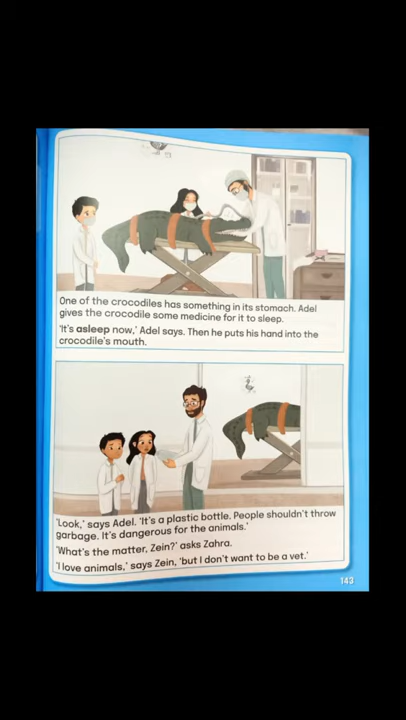 One of the crocodiles has something in its stomach. Adel
gives the crocodile some medicine for it to sleep.
'It's asleep now,' Adel says. Then he puts his hand into the
crocodile's mouth.
'Look,' says Adel. 'It's a plastic bottle. People shouldn't throw
garbage. It's dangerous for the animals.'
'What's the matter, Zein?' asks Zahra.
'I love animals,' says Zein, 'but I don't want to be a vet.'
143